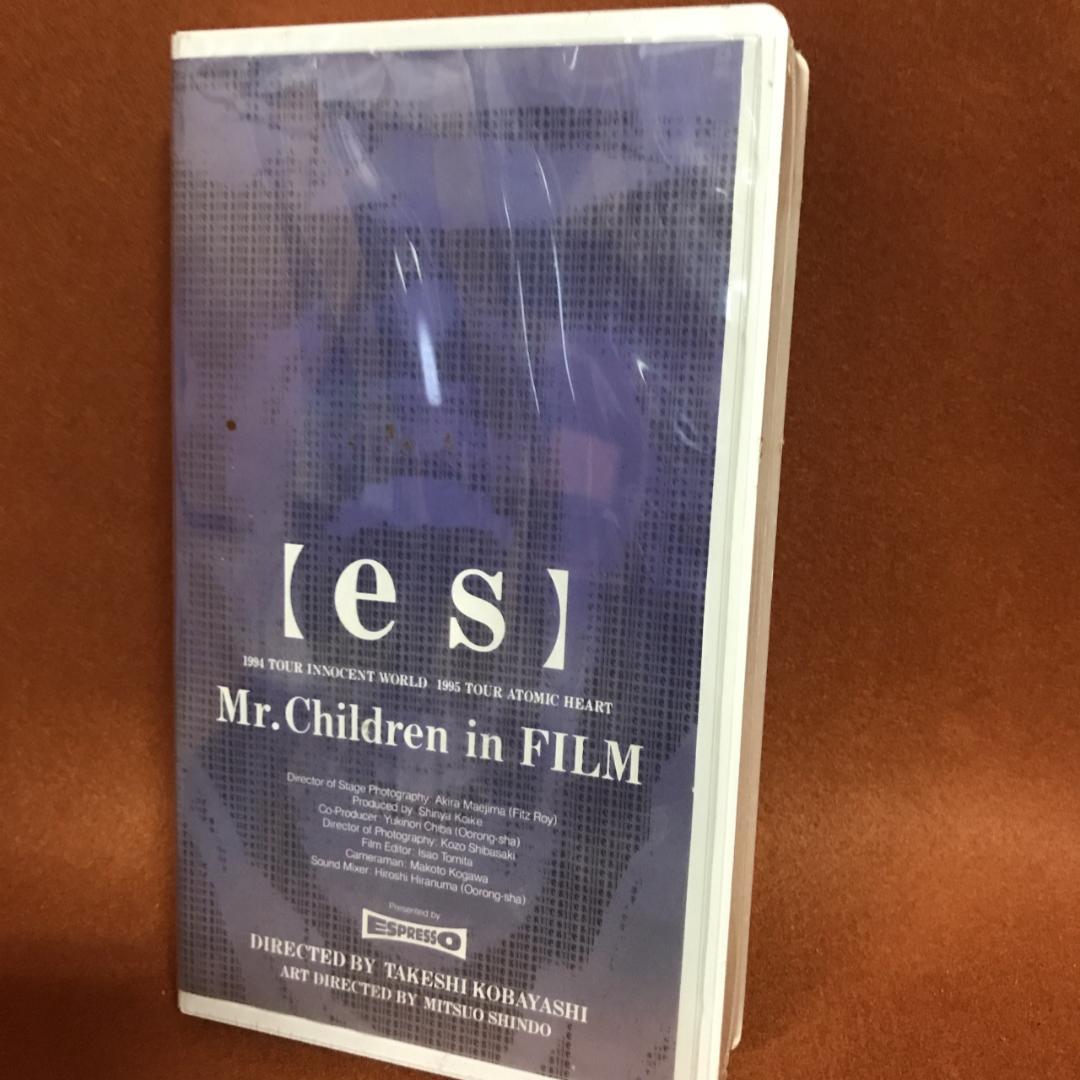 【es】
1994 TOUR INNOCENT WORLD 1995 TOUR ATOMIC HEART
Mr.Children in FILM
Director of Stage Photography: Akira Maejima (Fitz Roy)
Produced by: Shinya Koike
Co-Producer: Yukinori Chiba (Oorong-sha)
Director of Photography: Kozo Shibasaki
Film Editor: Isao Tomita
Cameraman: Makoto Kogawa
Sound Mixer: Hiroshi Hiranuma (Oorong-sha)
Presented by
ESPRESSO
DIRECTED BY TAKESHI KOBAYASHI
ART DIRECTED BY MITSUO SHINDO